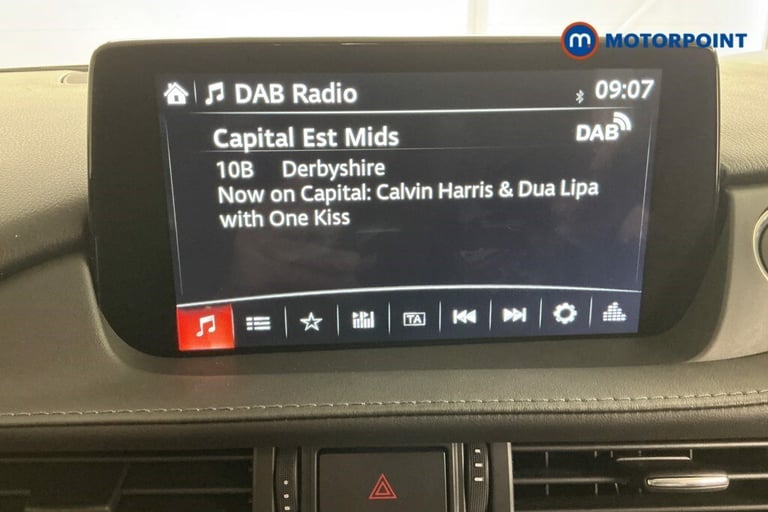 m MOTORPOINT
DAB Radio 09:07
Capital Est Mids DAB
10B Derbyshire
Now on Capital: Calvin Harris & Dua Lipa
with One Kiss
TA